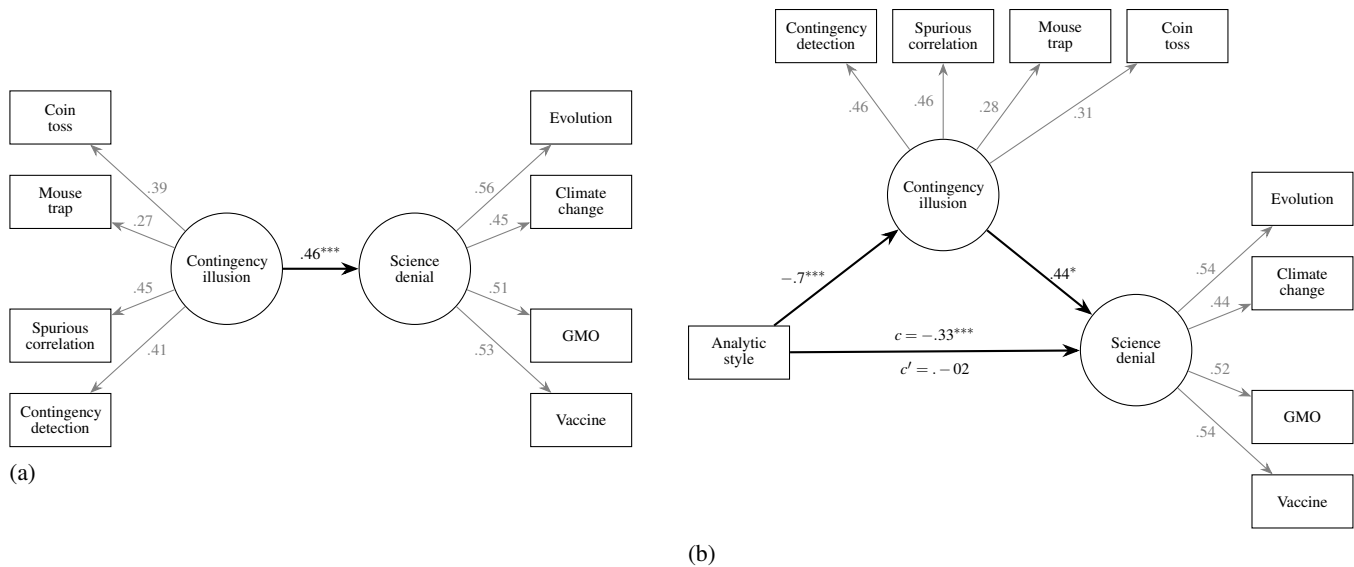 Coin
toss
Mouse
trap
Spurious
correlation
Contingency
detection
.39
.27
.45
.41
Contingency
illusion
.46***
Science
denial
.56
.45
.51
.53
Evolution
Climate
change
GMO
Vaccine
(a)
Contingency
detection
Spurious
correlation
Mouse
trap
Coin
toss
.46
.46
.28
.31
Contingency
illusion
−.7***
.44*
Analytic
style
c = −.33***
c′ = .−02
Science
denial
.54
.44
.52
.54
Evolution
Climate
change
GMO
Vaccine
(b)